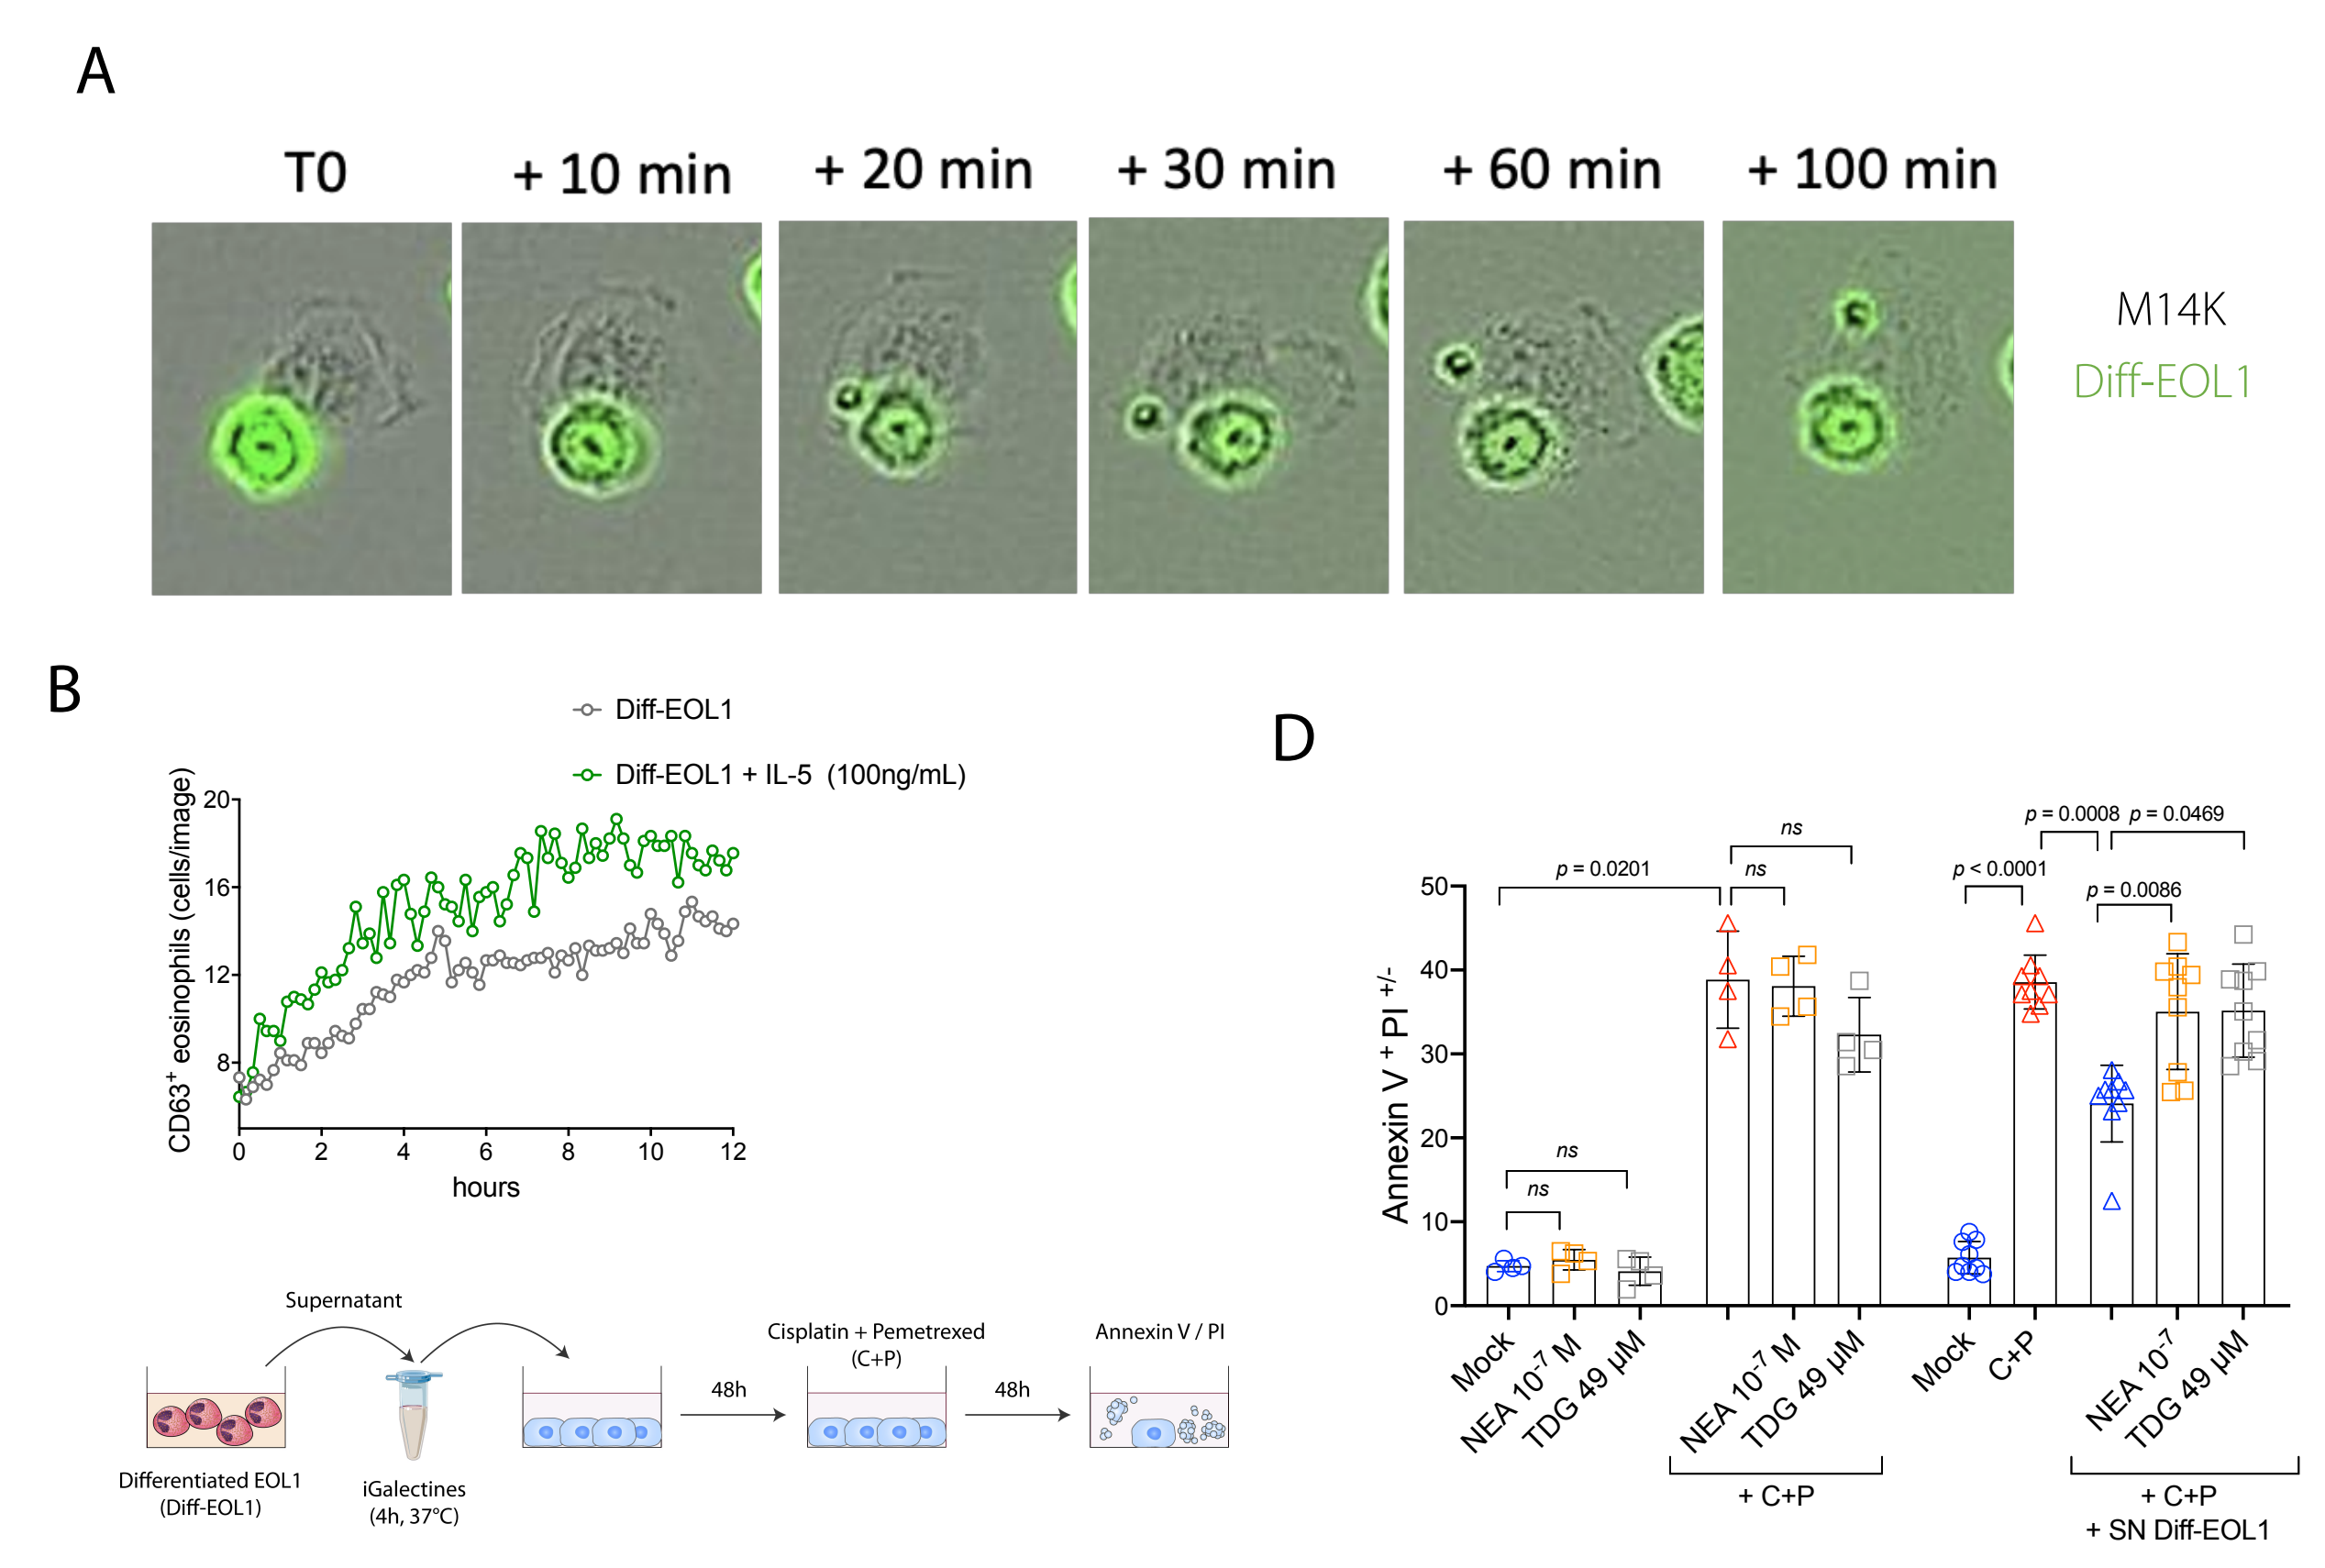 A
T0
+ 10 min
+ 20 min
+ 30 min
+ 60 min
+ 100 min
M14K
Diff-EOL1
B
Diff-EOL1
Diff-EOL1 + IL-5 (100ng/mL)
CD63+ eosinophils (cells/image)
20
16
12
8
0 2 4 6 8 10 12
hours
Supernatant
Differentiated EOL1
(Diff-EOL1)
iGalectines
(4h, 37°C)
48h
Cisplatin + Pemetrexed
(C+P)
48h
Annexin V / PI
D
Annexin V + PI +/-
50
40
30
20
10
0
ns
ns
p = 0.0201
ns
ns
p < 0.0001
p = 0.0008
p = 0.0469
p = 0.0086
Mock
NEA 10-7 M
TDG 49 µM
NEA 10-7 M
TDG 49 µM
Mock
C+P
NEA 10-7
TDG 49 µM
+ C+P
+ C+P
+ SN Diff-EOL1